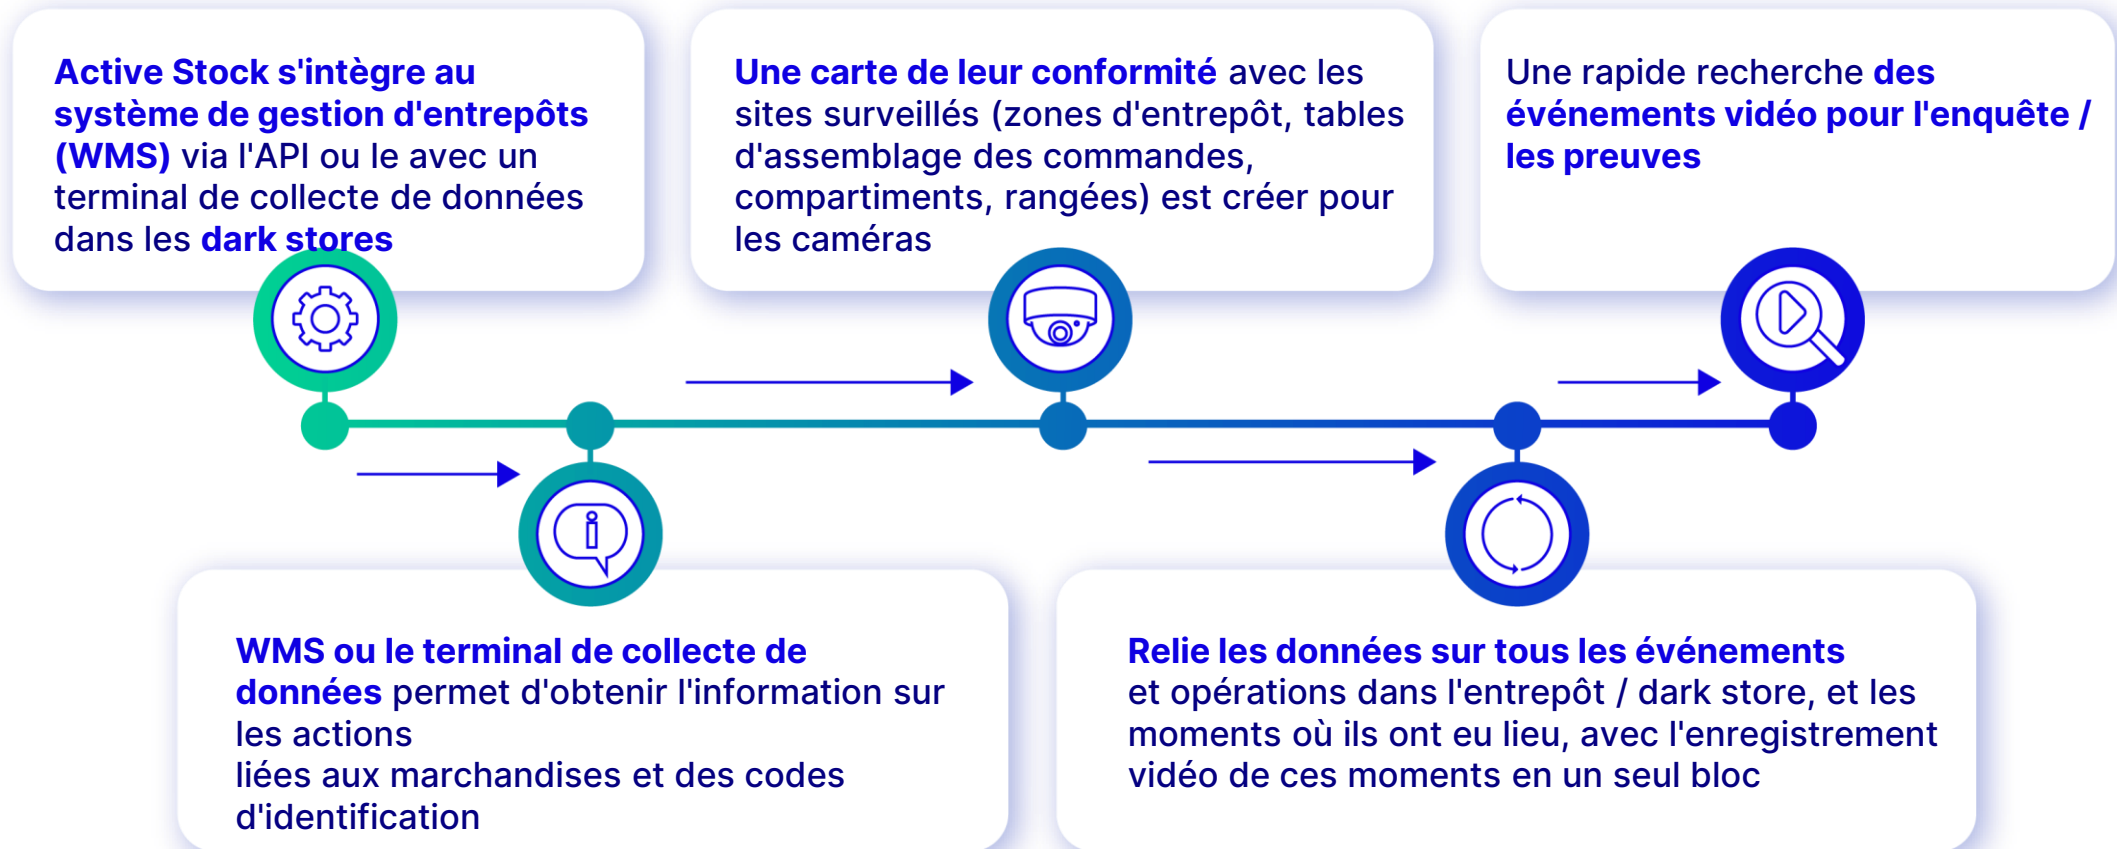 Active Stock s'intègre au
système de gestion d'entrepôts
(WMS) via l'API ou le avec un
terminal de collecte de données
dans les dark stores
WMS ou le terminal de collecte de
données permet d'obtenir l'information sur
les actions
liées aux marchandises et des codes
d'identification
Une carte de leur conformité avec les
sites surveillés (zones d'entrepôt, tables
d'assemblage des commandes,
compartiments, rangées) est créer pour
les caméras
Relie les données sur tous les événements
et opérations dans l'entrepôt / dark store, et les
moments où ils ont eu lieu, avec l'enregistrement
vidéo de ces moments en un seul bloc
Une rapide recherche des
événements vidéo pour l'enquête /
les preuves